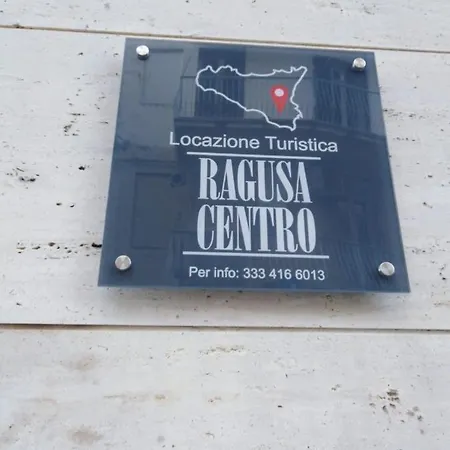 Locazione Turistica
RAGUSA
CENTRO
Per info: 333 416 6013